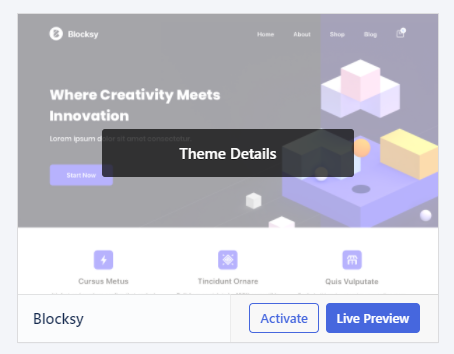 Blocksy
Home About Shop Blog
Where Creativity Meets
Innovation
Lorem ipsum dolor sit amet consectetur
Theme Details
Start Now
Cursus Metus Tincidunt Ornare Quis Vulputate
Blocksy Activate Live Preview